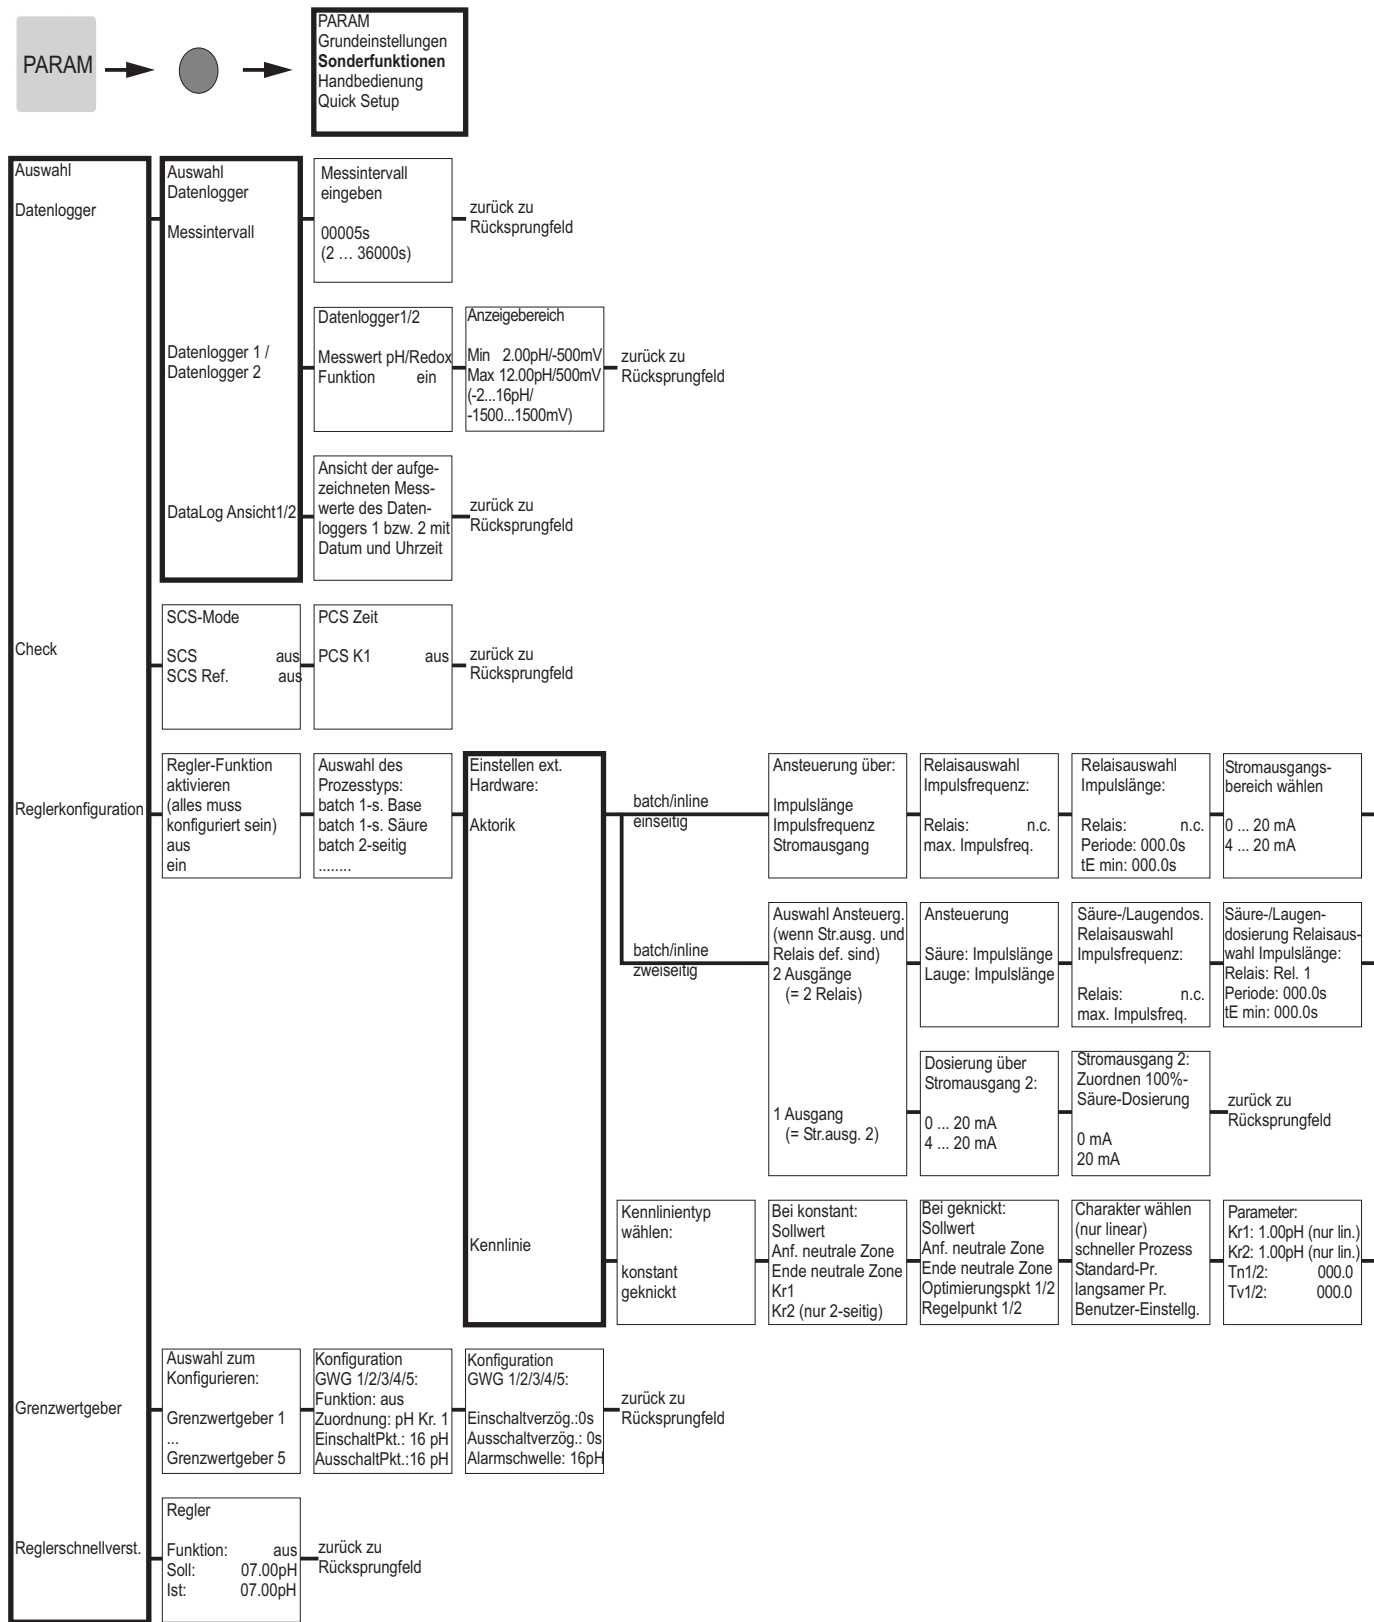 PARAM
PARAM
Grundeinstellungen
Sonderfunktionen
Handbedienung
Quick Setup
Auswahl
Datenlogger
Auswahl
Datenlogger
Messintervall
Messintervall
eingeben
00005s
(2 … 36000s)
zurück zu
Rücksprungfeld
Datenlogger 1 /
Datenlogger 2
Datenlogger1/2
Messwert pH/Redox
Funktion ein
Anzeigebereich
Min 2.00pH/-500mV
Max 12.00pH/500mV
(-2...16pH/
-1500...1500mV)
zurück zu
Rücksprungfeld
DataLog Ansicht1/2
Ansicht der aufge-
zeichneten Mess-
werte des Daten-
loggers 1 bzw. 2 mit
Datum und Uhrzeit
zurück zu
Rücksprungfeld
Check
SCS-Mode
SCS aus
SCS Ref. aus
PCS Zeit
PCS K1 aus
zurück zu
Rücksprungfeld
Reglerkonfiguration
Regler-Funktion
aktivieren
(alles muss
konfiguriert sein)
aus
ein
Auswahl des
Prozesstyps:
batch 1-s. Base
batch 1-s. Säure
batch 2-seitig
........
Einstellen ext.
Hardware:
Aktorik
batch/inline
einseitig
Ansteuerung über:
Impulslänge
Impulsfrequenz
Stromausgang
Relaisauswahl
Impulsfrequenz:
Relais: n.c.
max. Impulsfreq.
Relaisauswahl
Impulslänge:
Relais: n.c.
Periode: 000.0s
tE min: 000.0s
Stromausgangs-
bereich wählen
0 ... 20 mA
4 ... 20 mA
batch/inline
zweiseitig
Auswahl Ansteuerg.
(wenn Str.ausg. und
Relais def. sind)
2 Ausgänge
(= 2 Relais)
Ansteuerung
Säure: Impulslänge
Lauge: Impulslänge
Säure-/Laugendos.
Relaisauswahl
Impulsfrequenz:
Relais: n.c.
max. Impulsfreq.
Säure-/Laugen-
dosierung Relaisaus-
wahl Impulslänge:
Relais: Rel. 1
Periode: 000.0s
tE min: 000.0s
1 Ausgang
(= Str.ausg. 2)
Dosierung über
Stromausgang 2:
0 ... 20 mA
4 ... 20 mA
Stromausgang 2:
Zuordnen 100%-
Säure-Dosierung
0 mA
20 mA
zurück zu
Rücksprungfeld
Kennlinie
Kennlinientyp
wählen:
konstant
geknickt
Bei konstant:
Sollwert
Anf. neutrale Zone
Ende neutrale Zone
Kr1
Kr2 (nur 2-seitig)
Bei geknickt:
Sollwert
Anf. neutrale Zone
Ende neutrale Zone
Optimierungspkt 1/2
Regelpunkt 1/2
Charakter wählen
(nur linear)
schneller Prozess
Standard-Pr.
langsamer Pr.
Benutzer-Einstellg.
Parameter:
Kr1: 1.00pH (nur lin.)
Kr2: 1.00pH (nur lin.)
Tn1/2: 000.0
Tv1/2: 000.0
Grenzwertgeber
Auswahl zum
Konfigurieren:
Grenzwertgeber 1
...
Grenzwertgeber 5
Konfiguration
GWG 1/2/3/4/5:
Funktion: aus
Zuordnung: pH Kr. 1
EinschaltPkt.: 16 pH
AusschaltPkt.:16 pH
Konfiguration
GWG 1/2/3/4/5:
Einschaltverzög.:0s
Ausschaltverzög.: 0s
Alarmschwelle: 16pH
zurück zu
Rücksprungfeld
Reglerschnellverst.
Regler
Funktion: aus
Soll: 07.00pH
Ist: 07.00pH
zurück zu
Rücksprungfeld